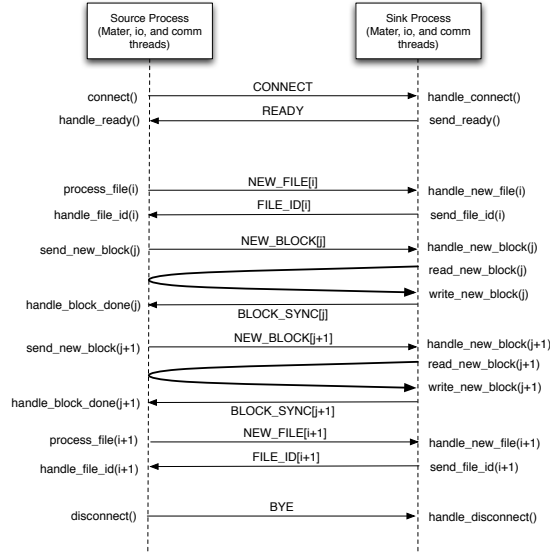 Source Process
(Mater, io, and comm
threads)
Sink Process
(Mater, io, and comm
threads)
connect()
CONNECT
handle_connect()
handle_ready()
READY
send_ready()
process_file(i)
NEW_FILE[i]
handle_new_file(i)
handle_file_id(i)
FILE_ID[i]
send_file_id(i)
send_new_block(j)
NEW_BLOCK[j]
handle_new_block(j)
read_new_block(j)
write_new_block(j)
handle_block_done(j)
BLOCK_SYNC[j]
send_new_block(j+1)
NEW_BLOCK[j+1]
handle_new_block(j+1)
read_new_block(j+1)
write_new_block(j+1)
handle_block_done(j+1)
BLOCK_SYNC[j+1]
process_file(i+1)
NEW_FILE[i+1]
handle_new_file(i+1)
handle_file_id(i+1)
FILE_ID[i+1]
send_file_id(i+1)
disconnect()
BYE
handle_disconnect()